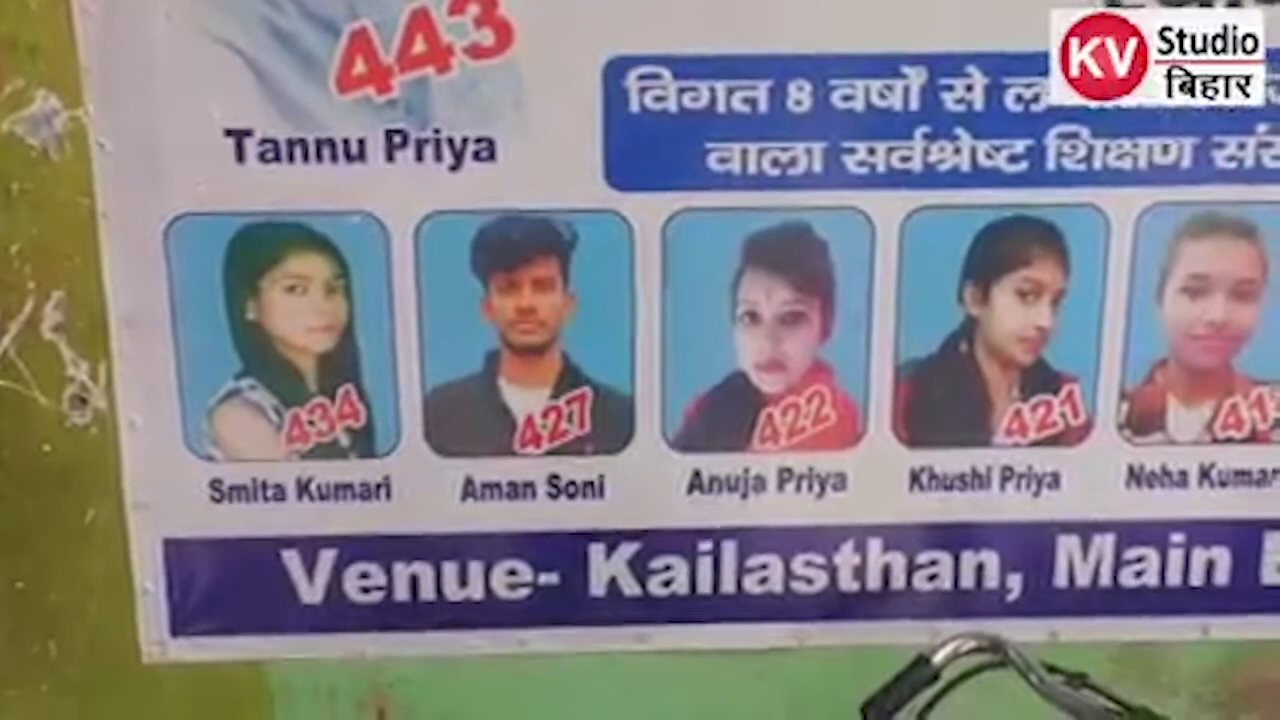 443
Tannu Priya
KV Studio
बिहार
विगत 8 वर्षों से
वाला सर्वश्रेष्ट शिक्षण
434
427
422
421
Smita Kumari
Aman Soni
Anuja Priya
Khushi Priya
Neha
Venue- Kailasthan, Main